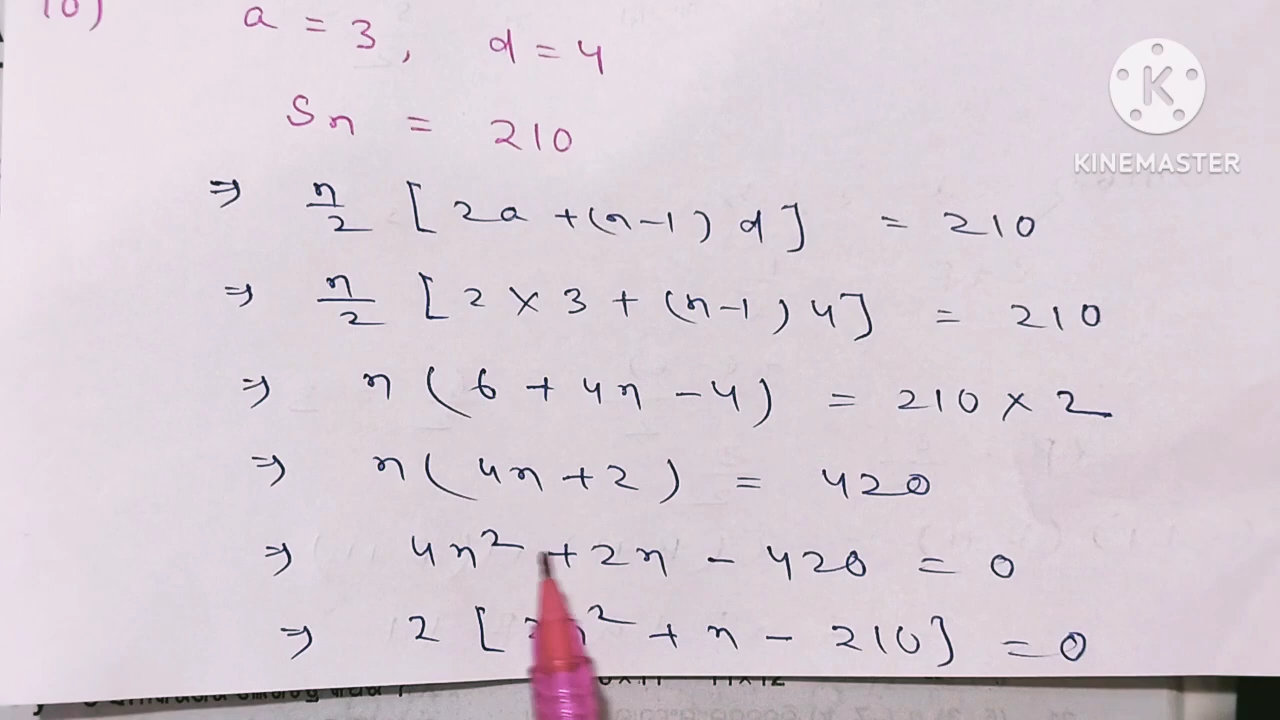 10) a = 3, d = 4
Sn = 210
⇒ n/2 [2a + (n-1) d] = 210
⇒ n/2 [2 × 3 + (n-1) 4] = 210
⇒ n (6 + 4n - 4) = 210 × 2
⇒ n (4n + 2) = 420
⇒ 4n² + 2n - 420 = 0
⇒ 2 [2n² + n - 210] = 0
K
KINEMASTER